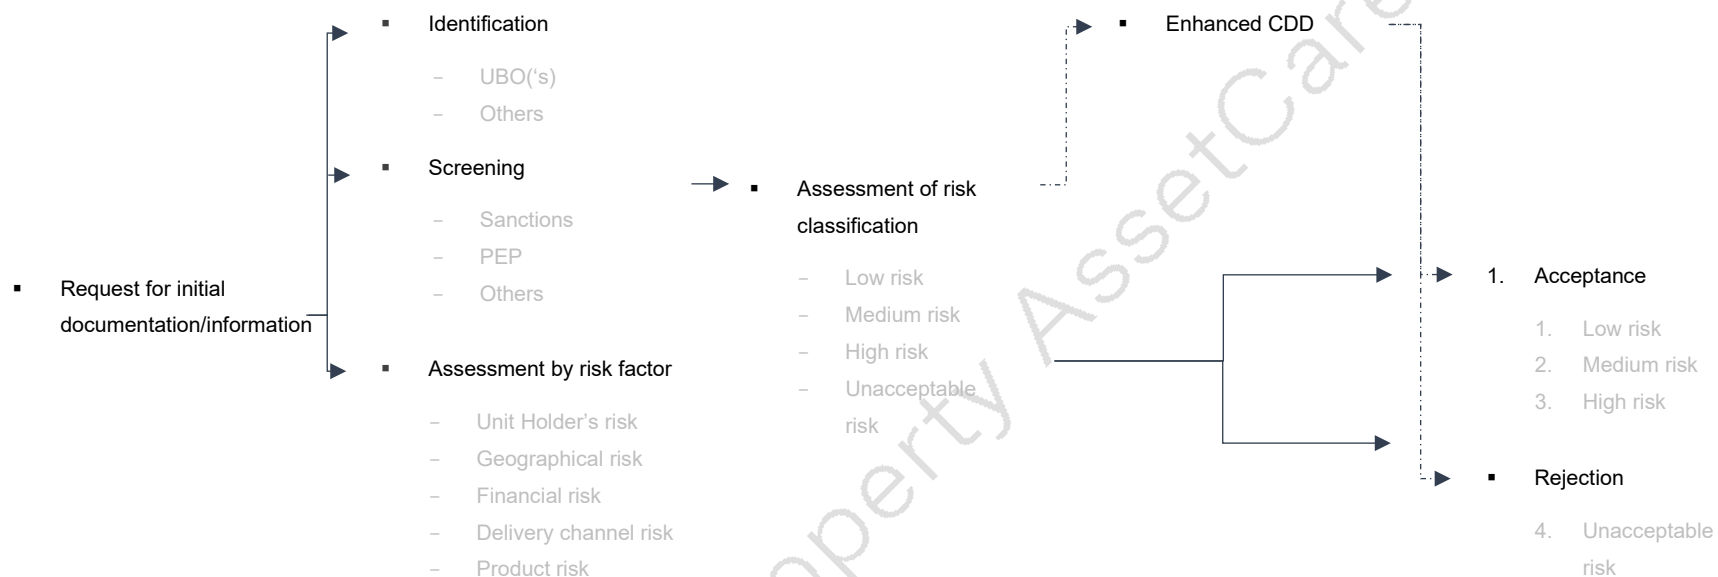 ▪ Request for initial
documentation/information
▪ Identification
– UBO(‘s)
– Others
▪ Screening
– Sanctions
– PEP
– Others
▪ Assessment by risk factor
– Unit Holder’s risk
– Geographical risk
– Financial risk
– Delivery channel risk
– Product risk
▪ Assessment of risk
classification
– Low risk
– Medium risk
– High risk
– Unacceptable
risk
▪ Enhanced CDD
1. Acceptance
1. Low risk
2. Medium risk
3. High risk
▪ Rejection
4. Unacceptable
risk
operty AssetCare